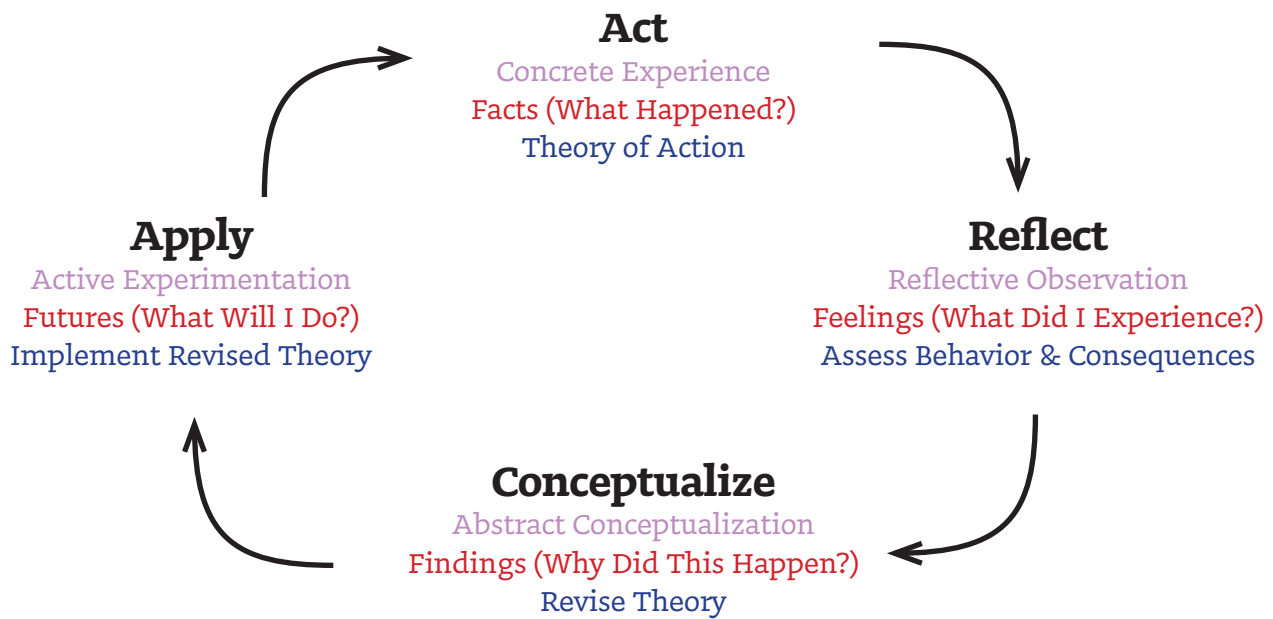 Act
Concrete Experience
Facts (What Happened?)
Theory of Action
Reflect
Reflective Observation
Feelings (What Did I Experience?)
Assess Behavior & Consequences
Conceptualize
Abstract Conceptualization
Findings (Why Did This Happen?)
Revise Theory
Apply
Active Experimentation
Futures (What Will I Do?)
Implement Revised Theory